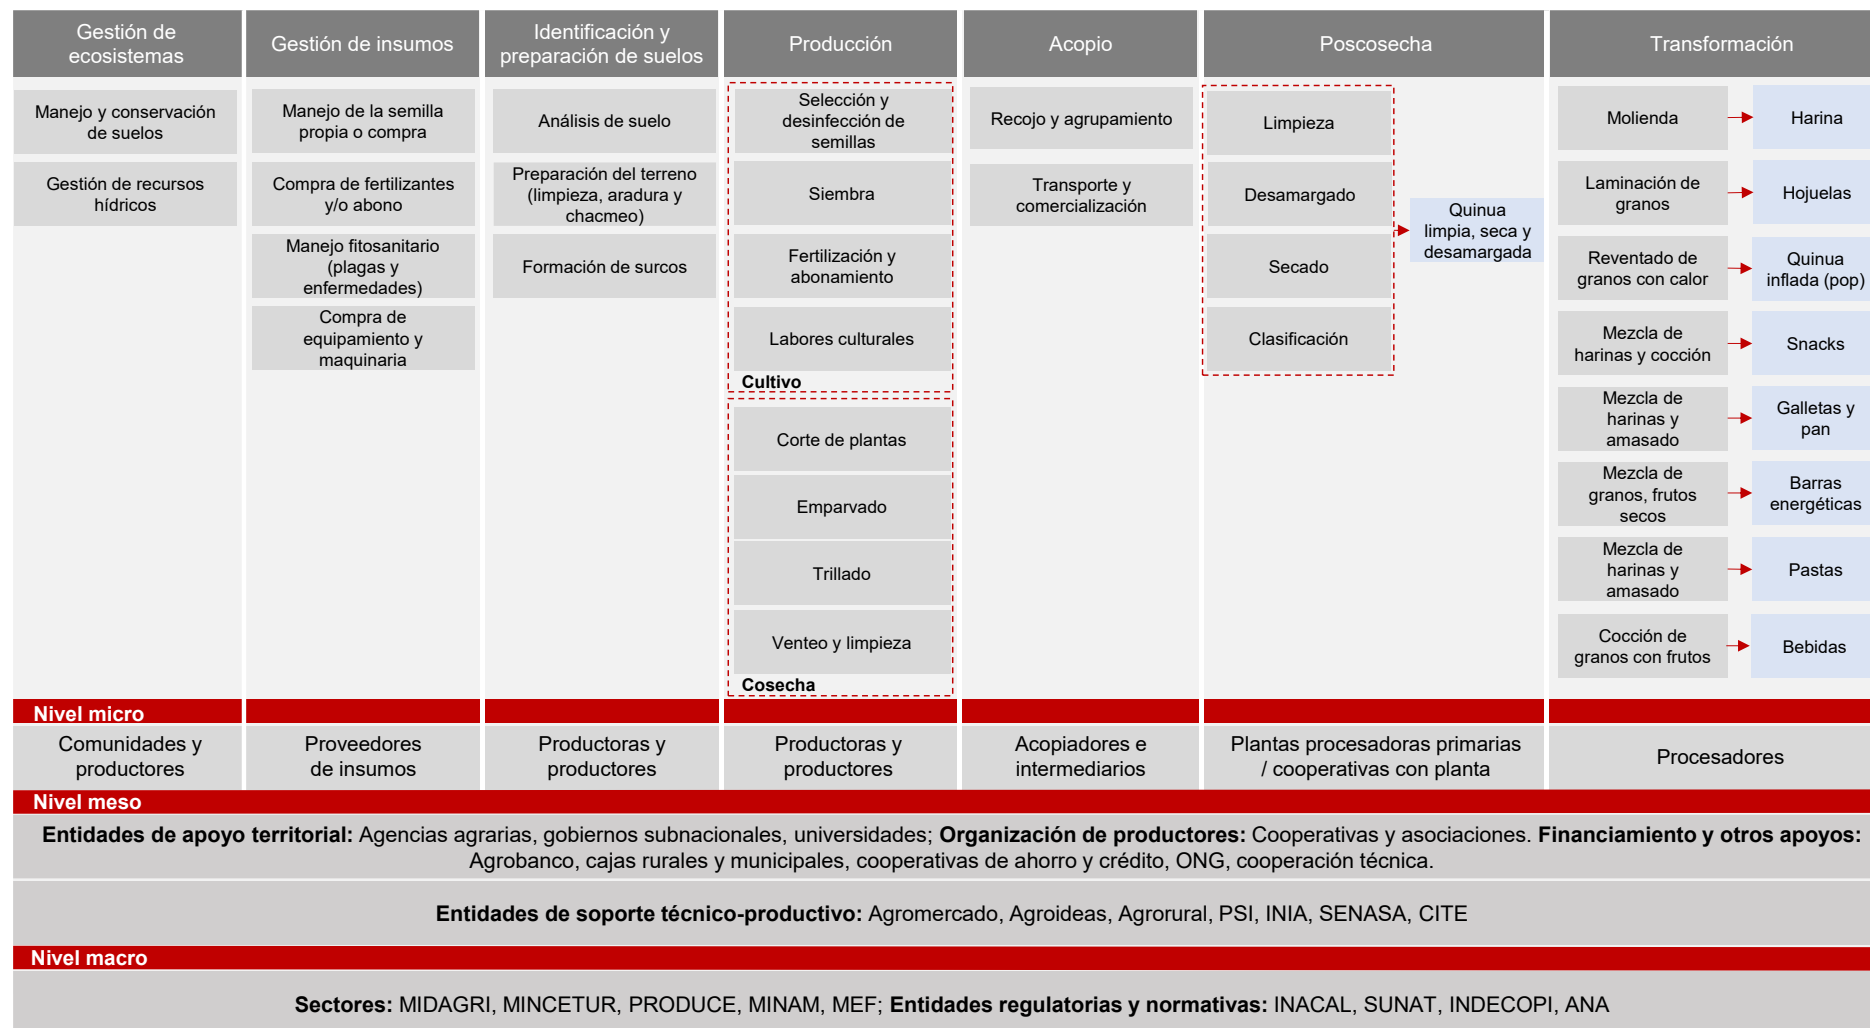 Gestión de
ecosistemas
Gestión de insumos
Identificación y
preparación de suelos
Producción
Acopio
Poscosecha
Transformación
Manejo y conservación
de suelos
Gestión de recursos
hídricos
Manejo de la semilla
propia o compra
Compra de fertilizantes
y/o abono
Manejo fitosanitario
(plagas y
enfermedades)
Compra de
equipamiento y
maquinaria
Análisis de suelo
Preparación del terreno
(limpieza, aradura y
chacmeo)
Formación de surcos
Selección y
desinfección de
semillas
Siembra
Fertilización y
abonamiento
Labores culturales
Cultivo
Corte de plantas
Emparvado
Trillado
Venteo y limpieza
Cosecha
Recojo y agrupamiento
Transporte y
comercialización
Limpieza
Desamargado
Secado
Clasificación
Quinua
limpia, seca y
desamargada
Molienda
Harina
Laminación de
granos
Hojuelas
Reventado de
granos con calor
Quinua
inflada (pop)
Mezcla de
harinas y cocción
Snacks
Mezcla de
harinas y
amasado
Galletas y
pan
Mezcla de
granos, frutos
secos
Barras
energéticas
Mezcla de
harinas y
amasado
Pastas
Cocción de
granos con frutos
Bebidas
Nivel micro
Comunidades y
productores
Proveedores
de insumos
Productoras y
productores
Productoras y
productores
Acopiadores e
intermediarios
Plantas procesadoras primarias
/ cooperativas con planta
Procesadores
Nivel meso
Entidades de apoyo territorial: Agencias agrarias, gobiernos subnacionales, universidades; Organización de productores: Cooperativas y asociaciones. Financiamiento y otros apoyos:
Agrobanco, cajas rurales y municipales, cooperativas de ahorro y crédito, ONG, cooperación técnica.
Entidades de soporte técnico-productivo: Agromercado, Agroideas, Agrorural, PSI, INIA, SENASA, CITE
Nivel macro
Sectores: MIDAGRI, MINCETUR, PRODUCE, MINAM, MEF; Entidades regulatorias y normativas: INACAL, SUNAT, INDECOPI, ANA